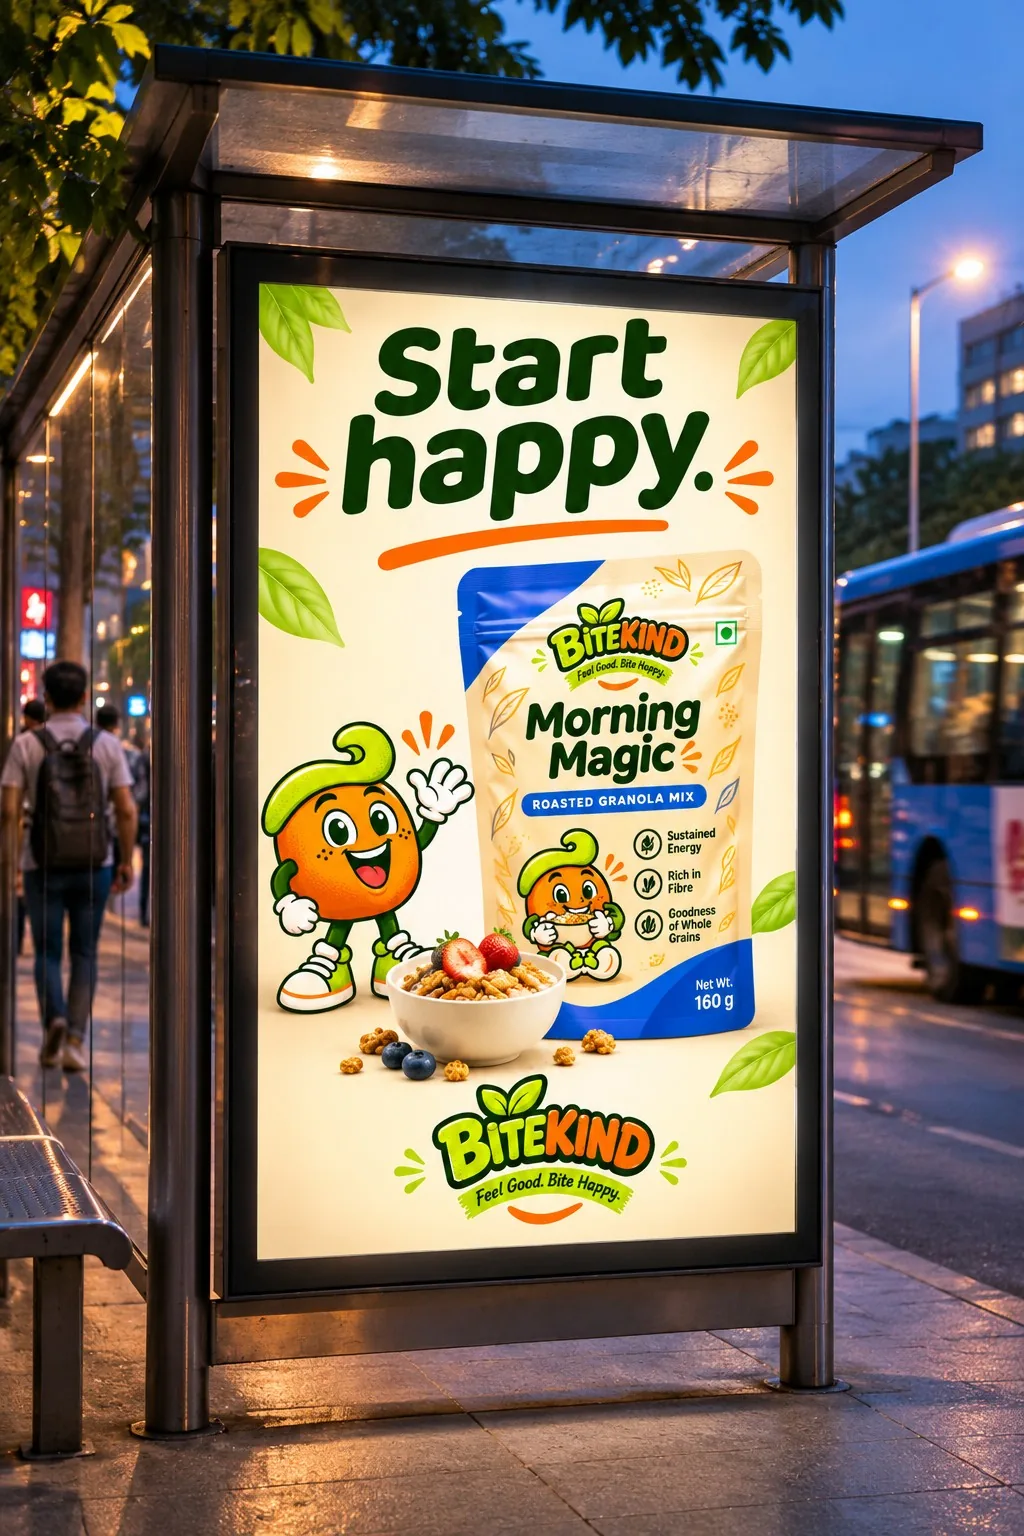 Start
happy.
BITEKIND
Feel Good. Bite Happy.
Morning
Magic
ROASTED GRANOLA MIX
Sustained
Energy
Rich in
Fibre
Goodness
of Whole
Grains
Net Wt.
160 g
BITEKIND
Feel Good. Bite Happy.